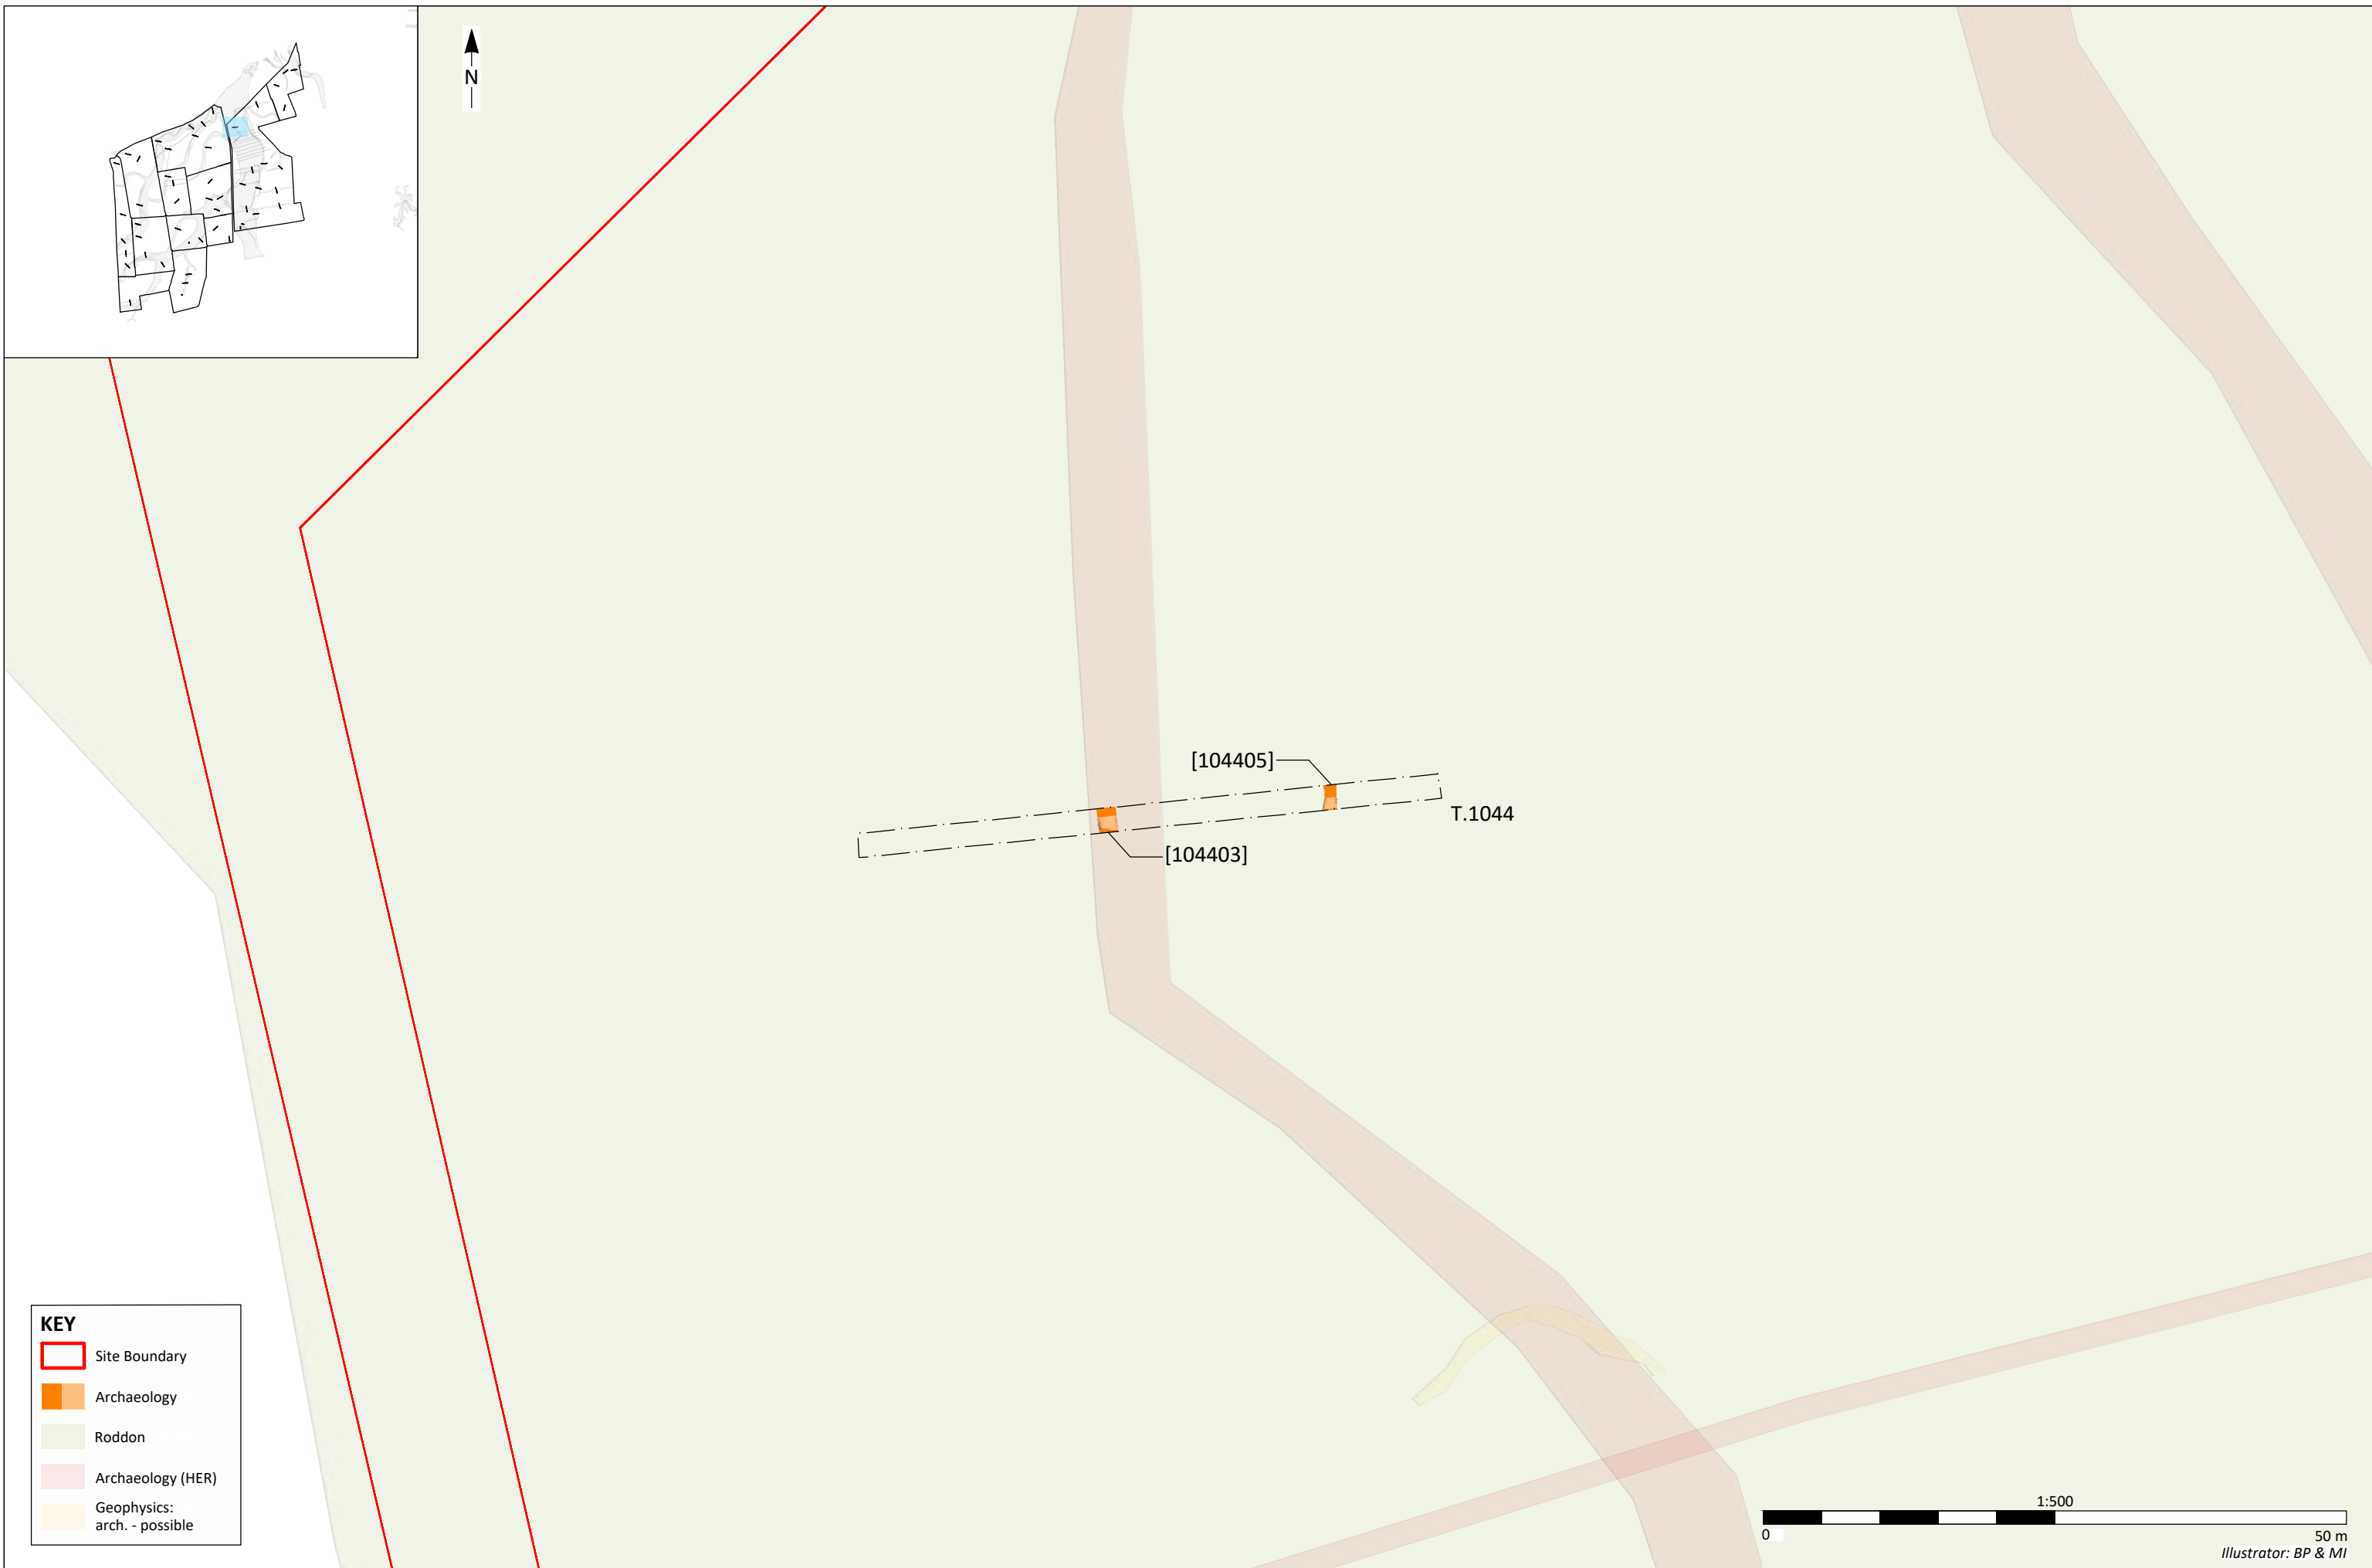 N
[104405]
T.1044
[104403]
KEY
Site Boundary
Archaeology
Roddon
Archaeology (HER)
Geophysics:
arch. - possible
1:500
0
50 m
Illustrator: BP & MI